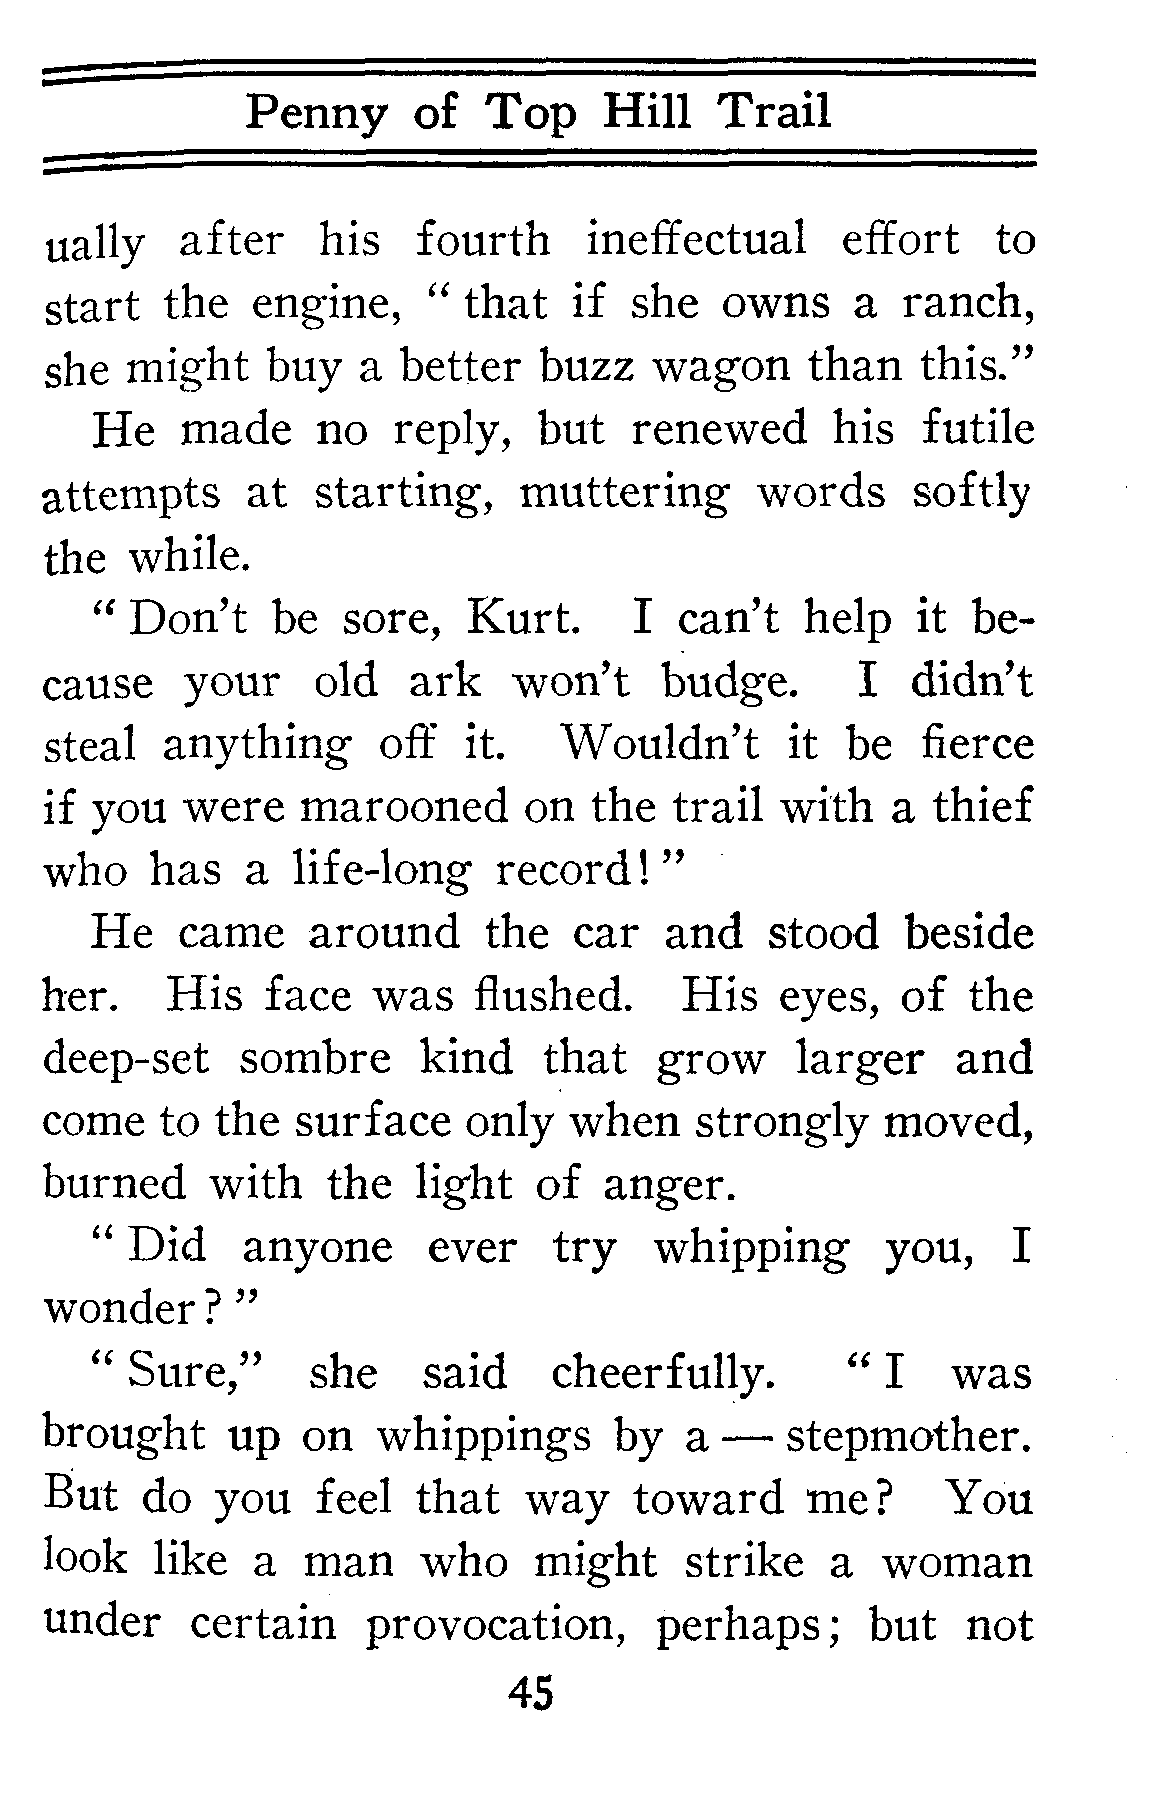 Penny of Top Hill Trail
ually after his fourth ineffectual effort to
start the engine, “ that if she owns a ranch,
she might buy a better buzz wagon than this.”
He made no reply, but renewed his futile
attempts at starting, muttering words softly
the while.
“ Don’t be sore, Kurt. I can’t help it be-
cause your old ark won’t budge. I didn’t
steal anything off it. Wouldn’t it be fierce
if you were marooned on the trail with a thief
who has a life-long record! ”
He came around the car and stood beside
her. His face was flushed. His eyes, of the
deep-set sombre kind that grow larger and
come to the surface only when strongly moved,
burned with the light of anger.
“ Did anyone ever try whipping you, I
wonder? ”
“ Sure,” she said cheerfully. “ I was
brought up on whippings by a — stepmother.
But do you feel that way toward me? You
look like a man who might strike a woman
under certain provocation, perhaps; but not
45